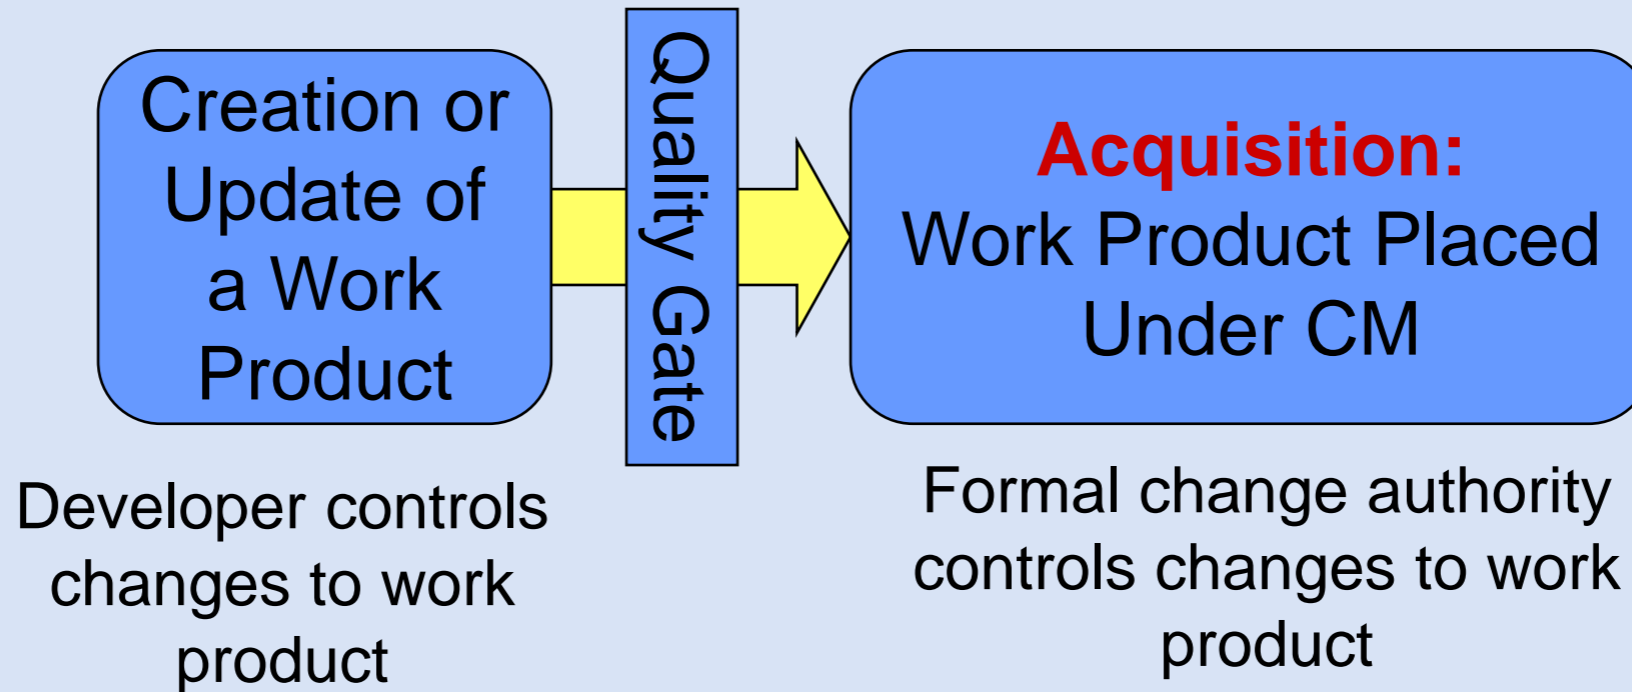 Creation or
Update of
a Work
Product
Quality Gate
Acquisition:
Work Product Placed
Under CM
Developer controls
changes to work
product
Formal change authority
controls changes to work
product